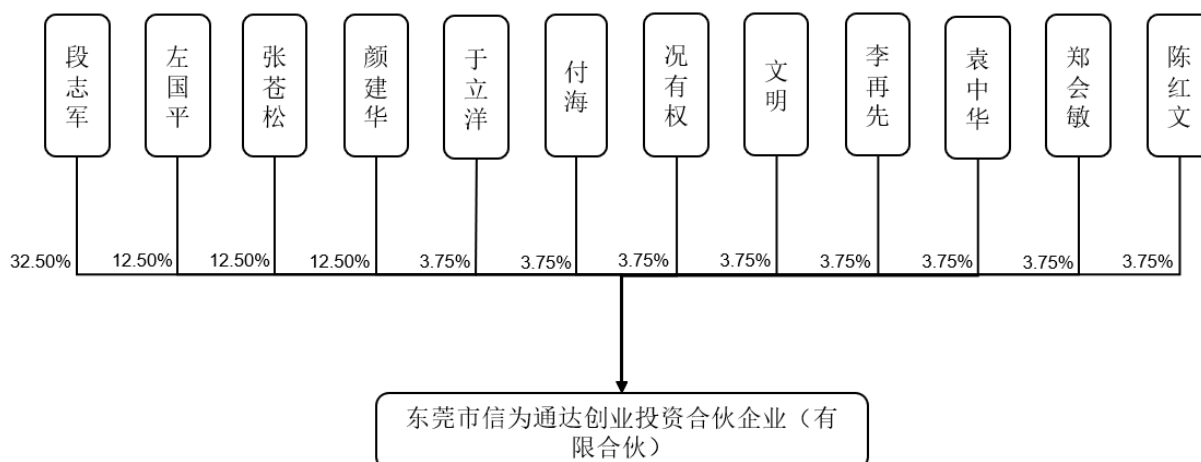 段志军
左国平
张苍松
颜建华
于立洋
付海
况有权
文明
李再先
袁中华
郑会敏
陈红文
32.50%
12.50%
12.50%
12.50%
3.75%
3.75%
3.75%
3.75%
3.75%
3.75%
3.75%
3.75%
东莞市信为通达创业投资合伙企业（有
限合伙）